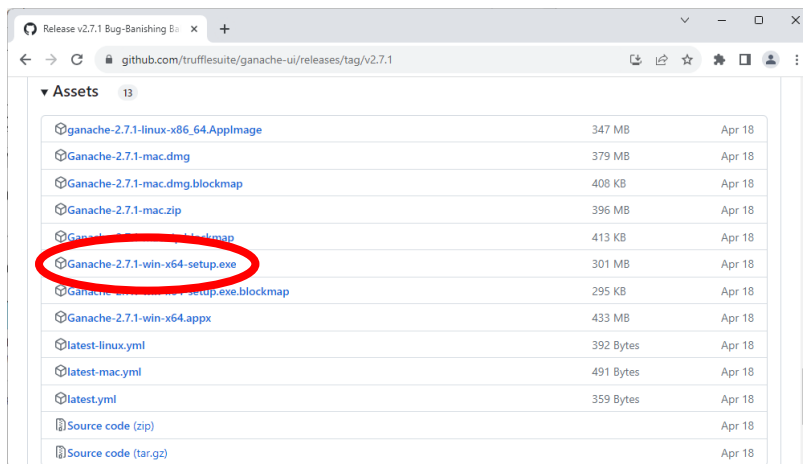 Release v2.7.1 Bug-Banishing Ba
github.com/trufflesuite/ganache-ui/releases/tag/v2.7.1
Assets 13
ganache-2.7.1-linux-x86_64.AppImage 347 MB Apr 18
Ganache-2.7.1-mac.dmg 379 MB Apr 18
Ganache-2.7.1-mac.dmg.blockmap 408 KB Apr 18
Ganache-2.7.1-mac.zip 396 MB Apr 18
413 KB Apr 18
Ganache-2.7.1-win-x64-setup.exe 301 MB Apr 18
Ganache-2.7.1-win-x64-setup.exe.blockmap 295 KB Apr 18
Ganache-2.7.1-win-x64.appx 433 MB Apr 18
latest-linux.yml 392 Bytes Apr 18
latest-mac.yml 491 Bytes Apr 18
latest.yml 359 Bytes Apr 18
Source code (zip) Apr 18
Source code (tar.gz) Apr 18